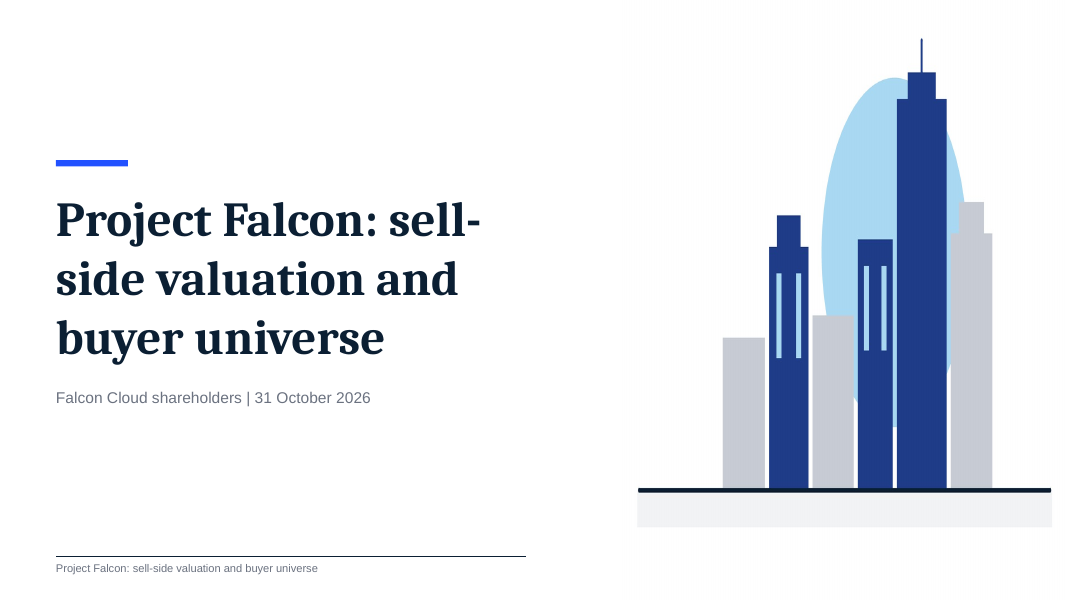 Project Falcon: sell-
side valuation and
buyer universe
Falcon Cloud shareholders | 31 October 2026
Project Falcon: sell-side valuation and buyer universe